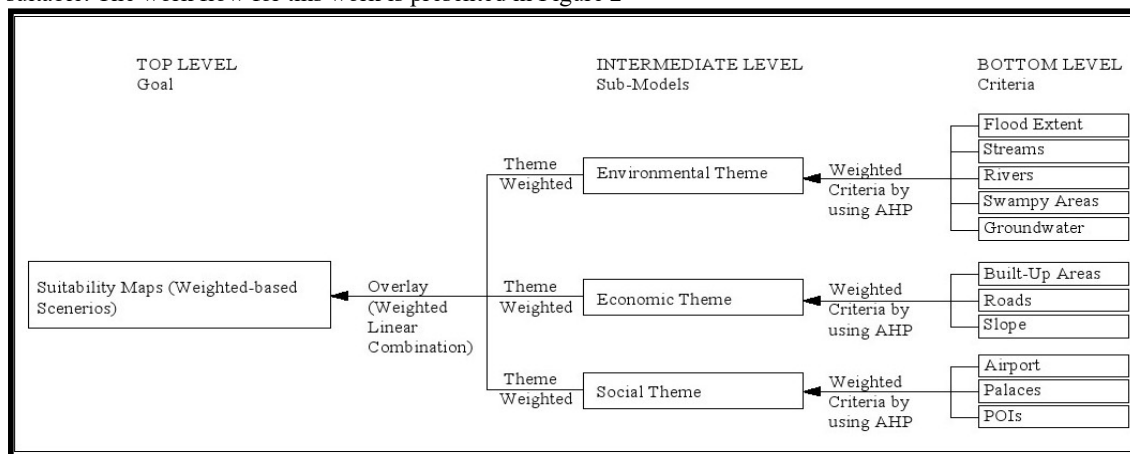 suitable. The work flow for this work is presented in Figure 2
TOP LEVEL
Goal
INTERMEDIATE LEVEL
Sub-Models
BOTTOM LEVEL
Criteria
Flood Extent
Streams
Rivers
Swampy Areas
Groundwater
Theme
Weighted
Environmental Theme
Weighted
Criteria by
using AHP
Suitability Maps (Weighted-based
Scenerios)
Overlay
(Weighted
Linear
Combination)
Theme
Weighted
Economic Theme
Weighted
Criteria by
using AHP
Built-Up Areas
Roads
Slope
Theme
Weighted
Social Theme
Weighted
Criteria by
using AHP
Airport
Palaces
POIs